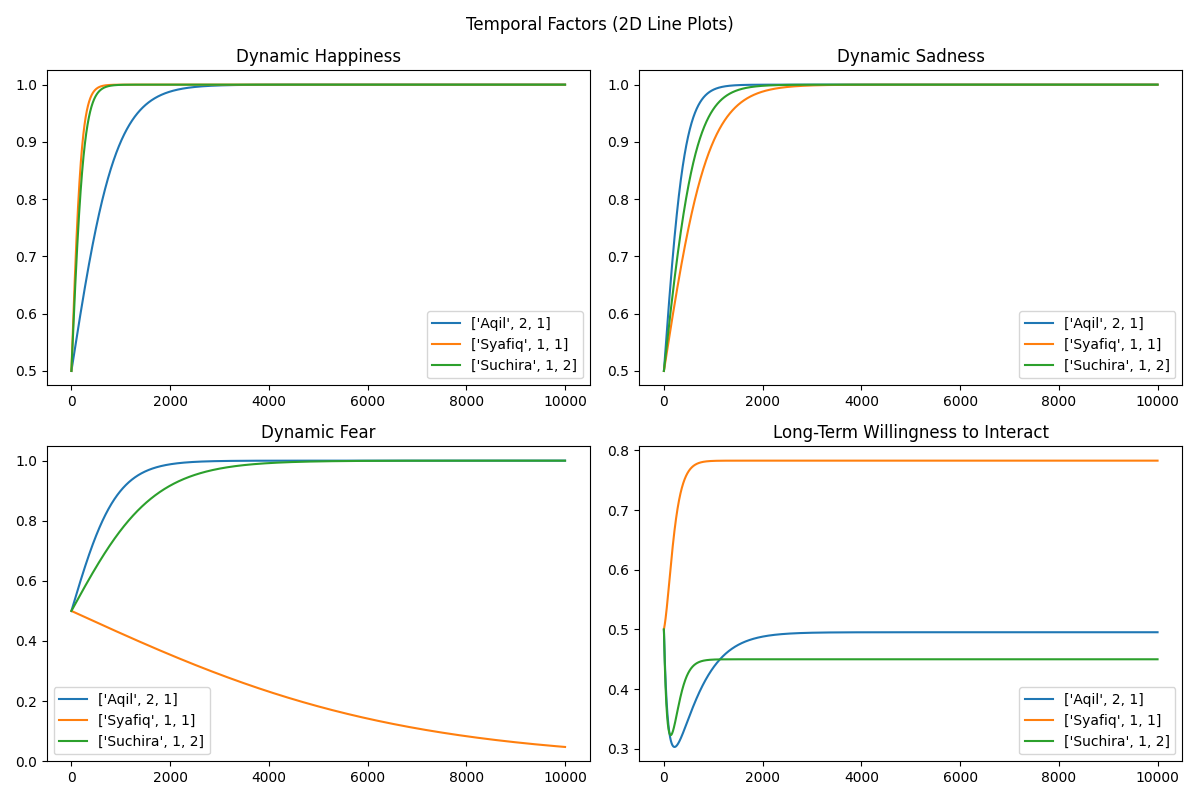 Temporal Factors (2D Line Plots)
Dynamic Happiness
1.0
0.9
0.8
0.7
0.6
0.5
0 2000 4000 6000 8000 10000
['Aqil', 2, 1]
['Syafiq', 1, 1]
['Suchira', 1, 2]
Dynamic Sadness
1.0
0.9
0.8
0.7
0.6
0.5
0 2000 4000 6000 8000 10000
['Aqil', 2, 1]
['Syafiq', 1, 1]
['Suchira', 1, 2]
Dynamic Fear
1.0
0.8
0.6
0.4
0.2
0.0
0 2000 4000 6000 8000 10000
['Aqil', 2, 1]
['Syafiq', 1, 1]
['Suchira', 1, 2]
Long-Term Willingness to Interact
0.8
0.7
0.6
0.5
0.4
0.3
0 2000 4000 6000 8000 10000
['Aqil', 2, 1]
['Syafiq', 1, 1]
['Suchira', 1, 2]